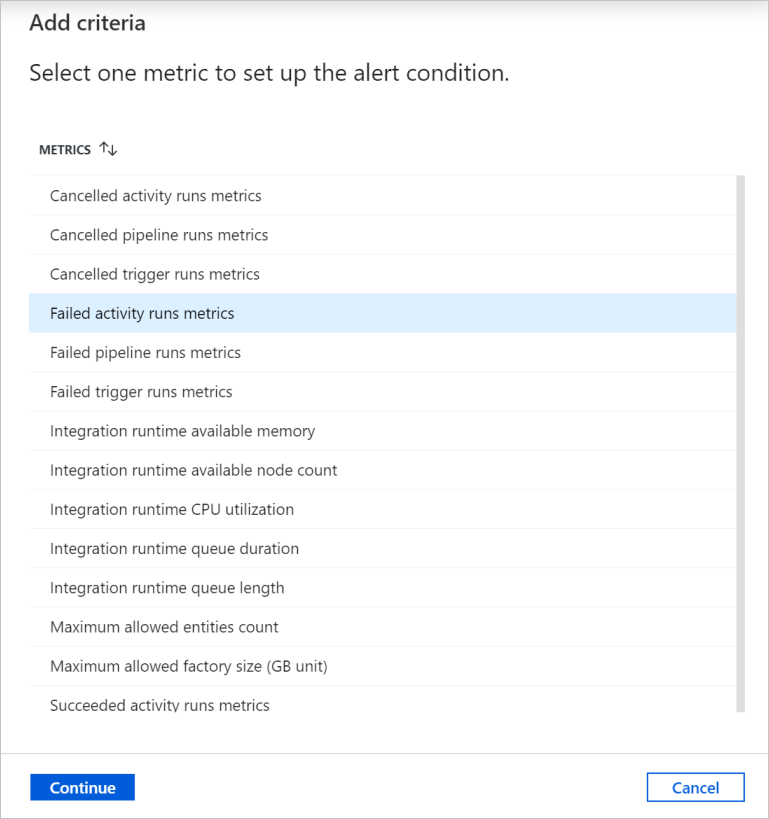 Add criteria
Select one metric to set up the alert condition.
METRICS
Cancelled activity runs metrics
Cancelled pipeline runs metrics
Cancelled trigger runs metrics
Failed activity runs metrics
Failed pipeline runs metrics
Failed trigger runs metrics
Integration runtime available memory
Integration runtime available node count
Integration runtime CPU utilization
Integration runtime queue duration
Integration runtime queue length
Maximum allowed entities count
Maximum allowed factory size (GB unit)
Succeeded activity runs metrics
Continue
Cancel